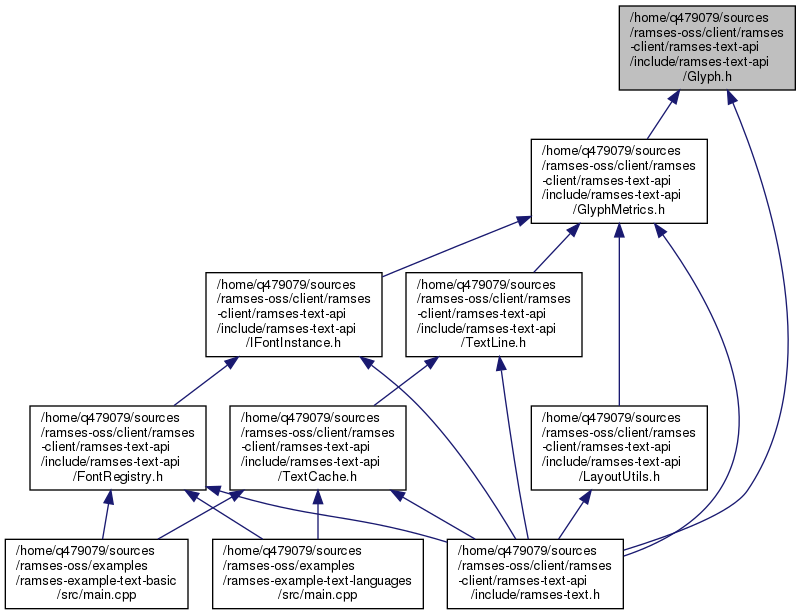 /home/q479079/sources
/ramses-oss/client/ramses
-client/ramses-text-api
/include/ramses-text-api
/Glyph.h
/home/q479079/sources
/ramses-oss/client/ramses
-client/ramses-text-api
/include/ramses-text-api
/GlyphMetrics.h
/home/q479079/sources
/ramses-oss/client/ramses
-client/ramses-text-api
/include/ramses-text-api
/IFontInstance.h
/home/q479079/sources
/ramses-oss/client/ramses
-client/ramses-text-api
/include/ramses-text-api
/TextLine.h
/home/q479079/sources
/ramses-oss/client/ramses
-client/ramses-text-api
/include/ramses-text-api
/FontRegistry.h
/home/q479079/sources
/ramses-oss/client/ramses
-client/ramses-text-api
/include/ramses-text-api
/TextCache.h
/home/q479079/sources
/ramses-oss/client/ramses
-client/ramses-text-api
/include/ramses-text-api
/LayoutUtils.h
/home/q479079/sources
/ramses-oss/examples
/ramses-example-text-basic
/src/main.cpp
/home/q479079/sources
/ramses-oss/examples
/ramses-example-text-languages
/src/main.cpp
/home/q479079/sources
/ramses-oss/client/ramses
-client/ramses-text-api
/include/ramses-text.h